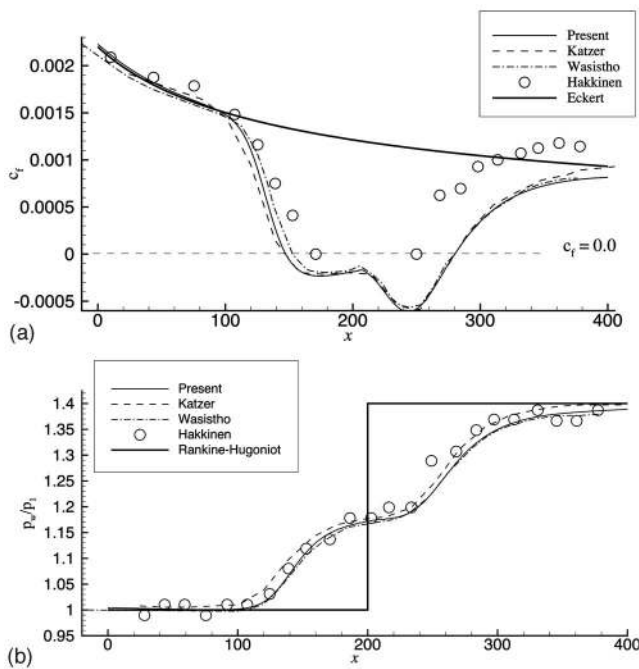 Present
Katzer
Wasistho
Hakkinen
Eckert
0.002
0.0015
0.001
0.0005
0
-0.0005
c_f
c_f = 0.0
0 100 200 300 400
x
(a)
Present
Katzer
Wasistho
Hakkinen
Rankine-Hugoniot
1.4
1.35
1.3
1.25
1.2
1.15
1.1
1.05
1
0.95
p_w/p_1
0 100 200 300 400
x
(b)